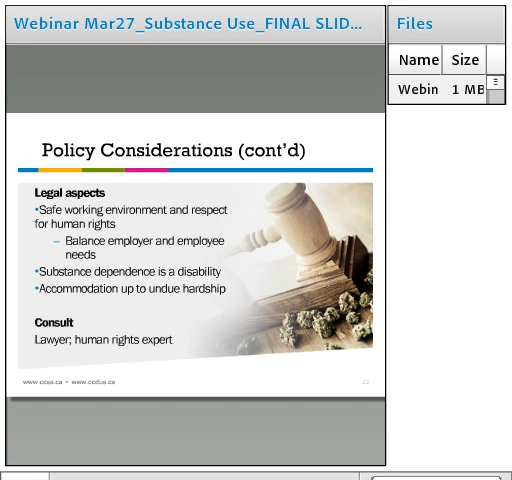 Webinar Mar27_Substance Use_FINAL SLID...
Files
Name Size
Webin 1 MB
Policy Considerations (cont'd)
Legal aspects
•Safe working environment and respect
for human rights
– Balance employer and employee
needs
•Substance dependence is a disability
•Accommodation up to undue hardship
Consult
Lawyer; human rights expert
www.ccsa.ca • www.ccdus.ca
22